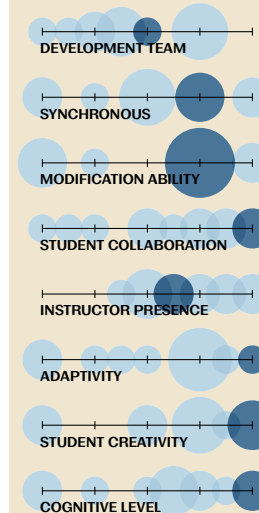 DEVELOPMENT TEAM
SYNCHRONOUS
MODIFICATION ABILITY
STUDENT COLLABORATION
INSTRUCTOR PRESENCE
ADAPTIVITY
STUDENT CREATIVITY
COGNITIVE LEVEL